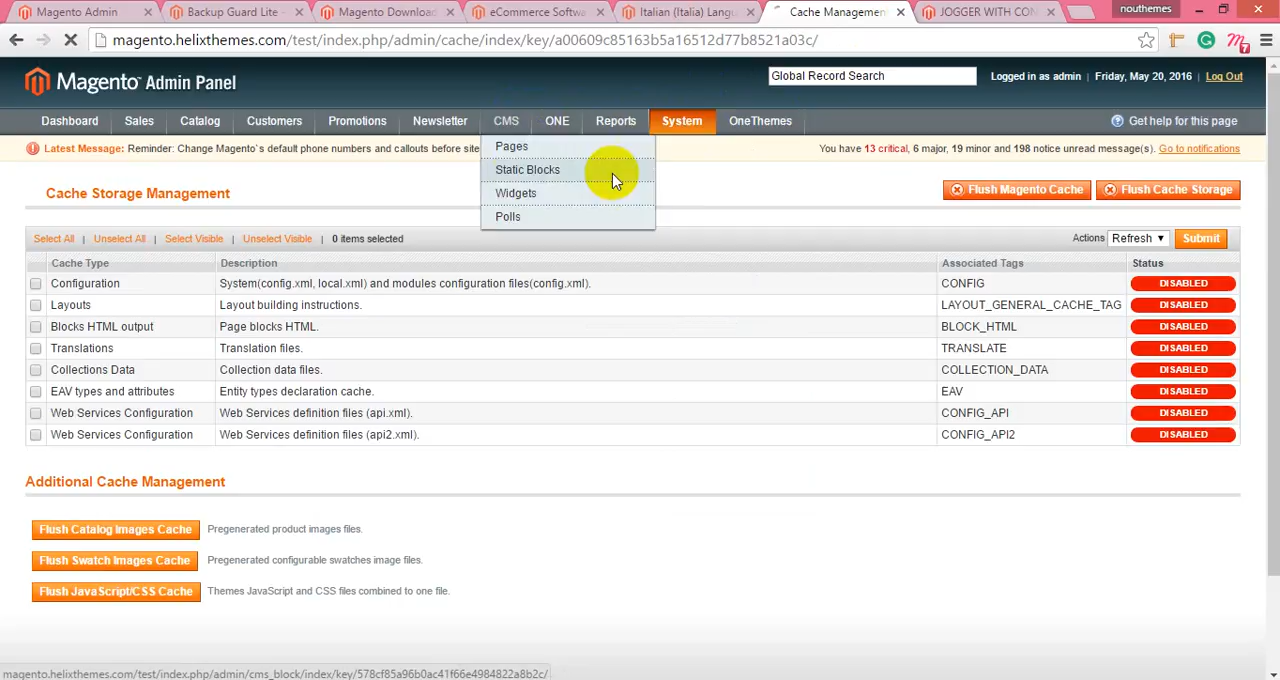 Magento Admin
Backup Guard Lite
Magento Download
eCommerce Softwa
Italian (Italia) Langu
Cache Management
JOGGER WITH CON
nouthemes
magento.helixthemes.com/test/index.php/admin/cache/index/key/a00609c85163b5a16512d77b8521a03c/
7
Magento Admin Panel
Global Record Search
Logged in as admin | Friday, May 20, 2016 | Log Out
Dashboard Sales Catalog Customers Promotions Newsletter CMS ONE Reports System OneThemes
Get help for this page
Latest Message: Reminder: Change Magento`s default phone numbers and callouts before site
You have 13 critical, 6 major, 19 minor and 198 notice unread message(s). Go to notifications
Pages
Static Blocks
Widgets
Polls
Cache Storage Management
Flush Magento Cache
Flush Cache Storage
Select All | Unselect All | Select Visible | Unselect Visible | 0 items selected
Actions Refresh Submit
Cache Type Description Associated Tags Status
Configuration System(config.xml, local.xml) and modules configuration files(config.xml). CONFIG DISABLED
Layouts Layout building instructions. LAYOUT_GENERAL_CACHE_TAG DISABLED
Blocks HTML output Page blocks HTML. BLOCK_HTML DISABLED
Translations Translation files. TRANSLATE DISABLED
Collections Data Collection data files. COLLECTION_DATA DISABLED
EAV types and attributes Entity types declaration cache. EAV DISABLED
Web Services Configuration Web Services definition files (api.xml). CONFIG_API DISABLED
Web Services Configuration Web Services definition files (api2.xml). CONFIG_API2 DISABLED
Additional Cache Management
Flush Catalog Images Cache Pregenerated product images files.
Flush Swatch Images Cache Pregenerated configurable swatches image files.
Flush JavaScript/CSS Cache Themes JavaScript and CSS files combined to one file.
magento.helixthemes.com/test/index.php/admin/cms_block/index/key/578cf85a96b0ac41f66e4984822a8b2c/